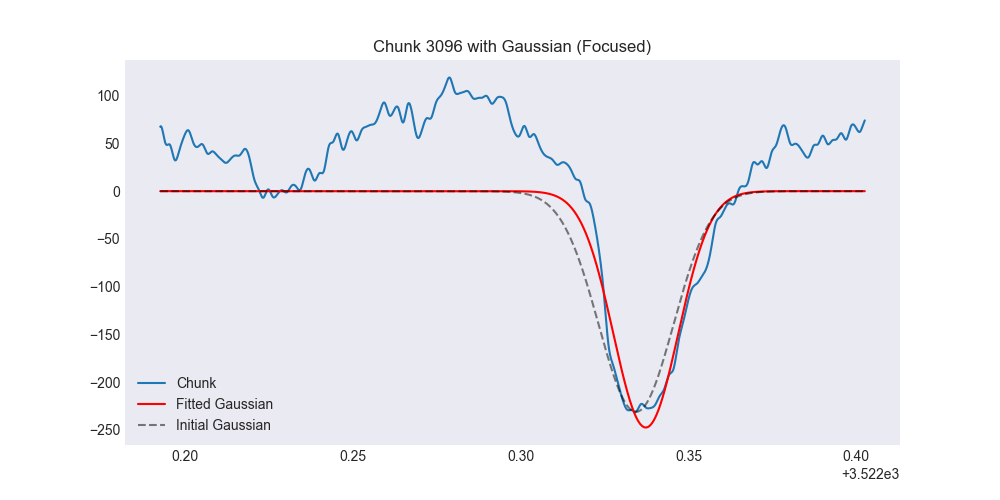 Chunk 3096 with Gaussian (Focused)
100
50
0
−50
−100
−150
−200
−250
Chunk
Fitted Gaussian
Initial Gaussian
0.20 0.25 0.30 0.35 0.40
+3.522e3